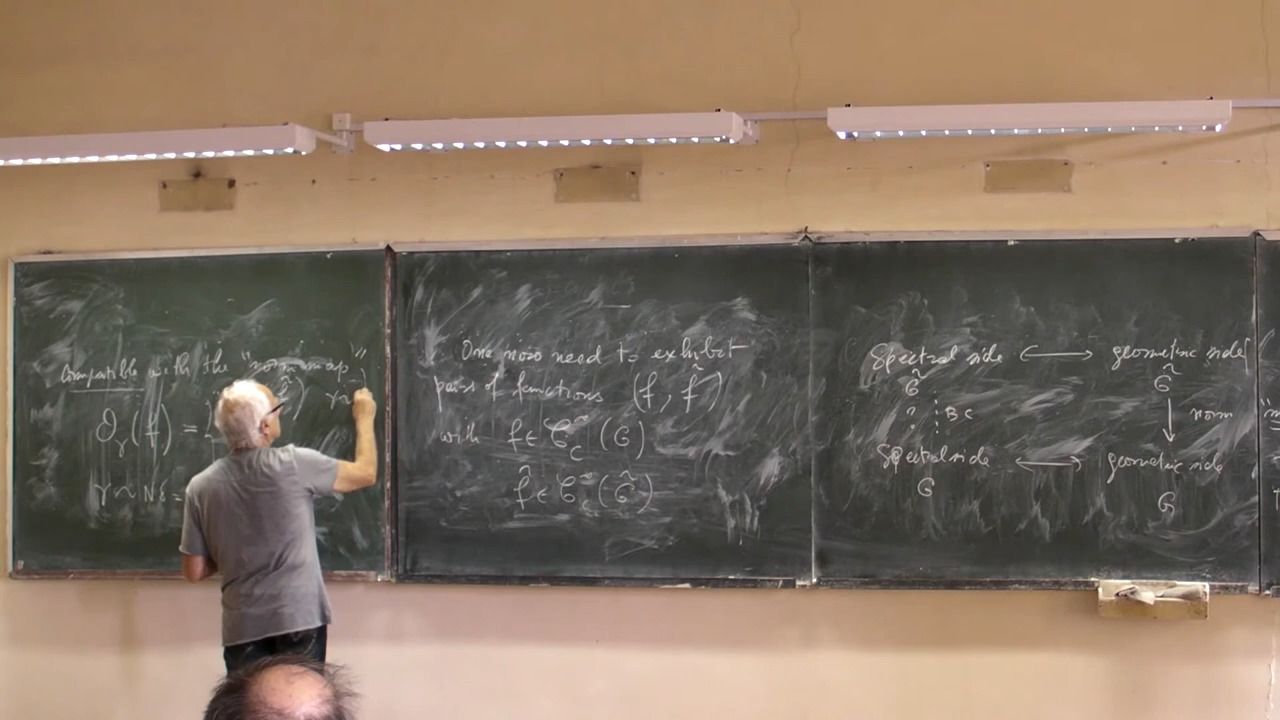 Compatible with the "norm map"
γ ~
𝒪_γ(f) =
γ ~ Nδ =
One now need to exhibit
pairs of functions (f, f̃)
with f ∈ C_c^∞(G)
f̃ ∈ C_c^∞(G̃)
Spectral side ⟷ geometric side
G̃ G̃
? BC ↓ norm
Spectral side ⟷ geometric side
G G